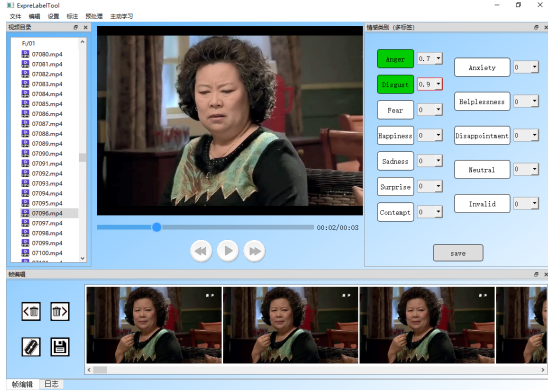 ExpreLabelTool
文件 编辑 设置 标注 预处理 主动学习
视频目录
F:/01
07080.mp4
07081.mp4
07082.mp4
07083.mp4
07084.mp4
07085.mp4
07086.mp4
07087.mp4
07088.mp4
07089.mp4
07090.mp4
07091.mp4
07092.mp4
07093.mp4
07094.mp4
07095.mp4
07096.mp4
07097.mp4
07098.mp4
07099.mp4
07100.mp4
00:02/00:03
情感类别 (多标签)
Anger 0.7
Disgust 0.9
Fear 0
Happiness 0
Sadness 0
Surprise 0
Contempt 0
Anxiety 0
Helplessness 0
Disappointment 0
Neutral 0
Invalid 0
save
帧编辑
帧编辑 日志